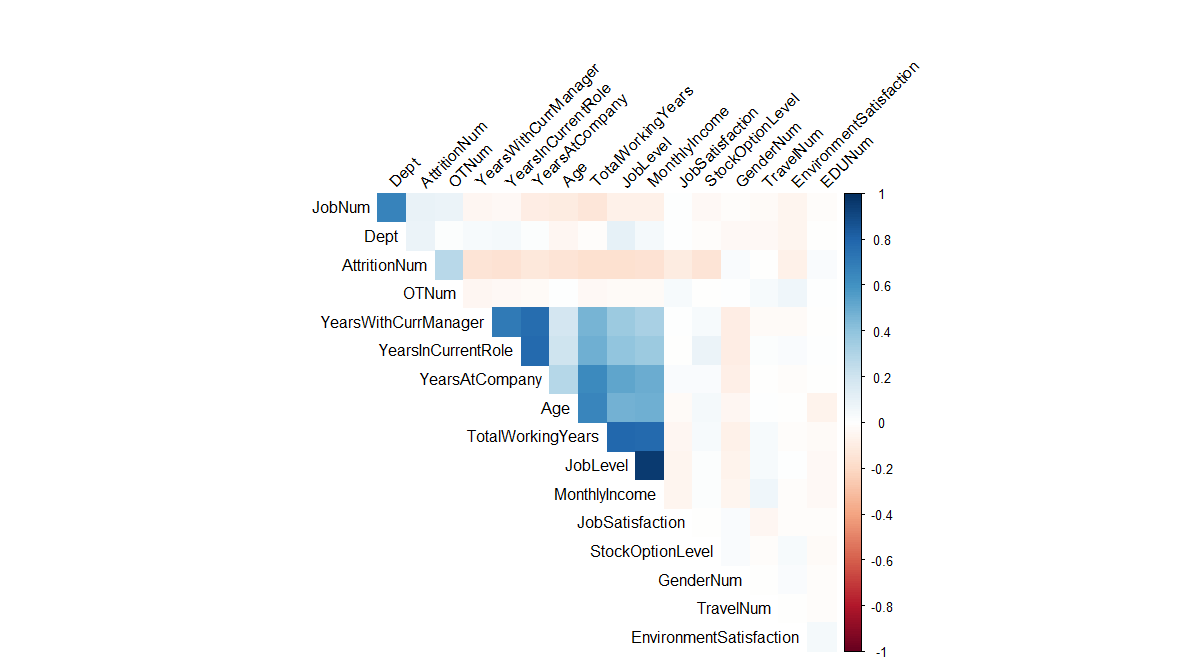 Dept
AttritionNum
OTNum
YearsWithCurrManager
YearsInCurrentRole
YearsAtCompany
Age
TotalWorkingYears
JobLevel
MonthlyIncome
JobSatisfaction
StockOptionLevel
GenderNum
TravelNum
EnvironmentSatisfaction
EDUNum
JobNum
Dept
AttritionNum
OTNum
YearsWithCurrManager
YearsInCurrentRole
YearsAtCompany
Age
TotalWorkingYears
JobLevel
MonthlyIncome
JobSatisfaction
StockOptionLevel
GenderNum
TravelNum
EnvironmentSatisfaction
1
0.8
0.6
0.4
0.2
0
-0.2
-0.4
-0.6
-0.8
-1